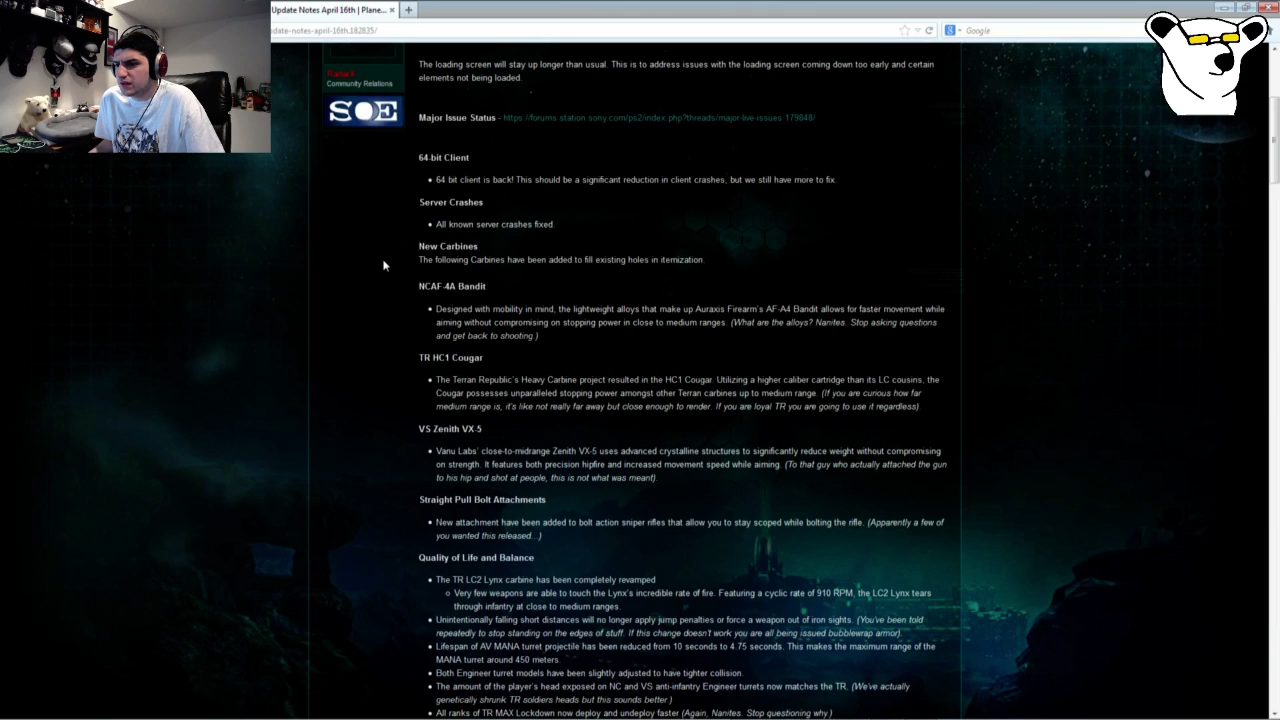 Update Notes April 16th | Plane...
date-notes-april-16th.182835/
Google
The loading screen will stay up longer than usual. This is to address issues with the loading screen coming down too early and certain
elements not being loaded.
Community Relations
SOE
Major Issue Status - https://forums.station.sony.com/ps2/index.php?threads/major-live-issues.179848/
64-bit Client
64 bit client is back! This should be a significant reduction in client crashes, but we still have more to fix.
Server Crashes
All known server crashes fixed.
New Carbines
The following Carbines have been added to fill existing holes in itemization.
NCAF-4A Bandit
Designed with mobility in mind, the lightweight alloys that make up Auraxis Firearm's AF-A4 Bandit allows for faster movement while
aiming without compromising on stopping power in close to medium ranges. (What are the alloys? Nanites. Stop asking questions
and get back to shooting.)
TR HC1 Cougar
The Terran Republic's Heavy Carbine project resulted in the HC1 Cougar. Utilizing a higher caliber cartridge than its LC cousins, the
Cougar possesses unparalleled stopping power amongst other Terran carbines up to medium range. (If you are curious how far
medium range is, it's like not really far away but close enough to render. If you are loyal TR you are going to use it regardless).
VS Zenith VX-5
Vanu Labs' close-to-midrange Zenith VX-5 uses advanced crystalline structures to significantly reduce weight without compromising
on strength. It features both precision hipfire and increased movement speed while aiming. (To that guy who actually attached the gun
to his hip and shot at people, this is not what was meant).
Straight Pull Bolt Attachments
New attachment have been added to bolt action sniper rifles that allow you to stay scoped while bolting the rifle. (Apparently a few of
you wanted this released...)
Quality of Life and Balance
The TR LC2 Lynx carbine has been completely revamped
Very few weapons are able to touch the Lynx's incredible rate of fire. Featuring a cyclic rate of 910 RPM, the LC2 Lynx tears
through infantry at close to medium ranges.
Unintentionally falling short distances will no longer apply jump penalties or force a weapon out of iron sights. (You've been told
repeatedly to stop standing on the edges of stuff. If this change doesn't work you are all being issued bubblewrap armor).
Lifespan of AV MANA turret projectile has been reduced from 10 seconds to 4.75 seconds. This makes the maximum range of the
MANA turret around 450 meters.
Both Engineer turret models have been slightly adjusted to have tighter collision.
The amount of the player's head exposed on NC and VS anti-infantry Engineer turrets now matches the TR. (We've actually
genetically shrunk TR soldiers heads but this sounds better.)
All ranks of TR MAX Lockdown now deploy and undeploy faster (Again, Nanites. Stop questioning why.)